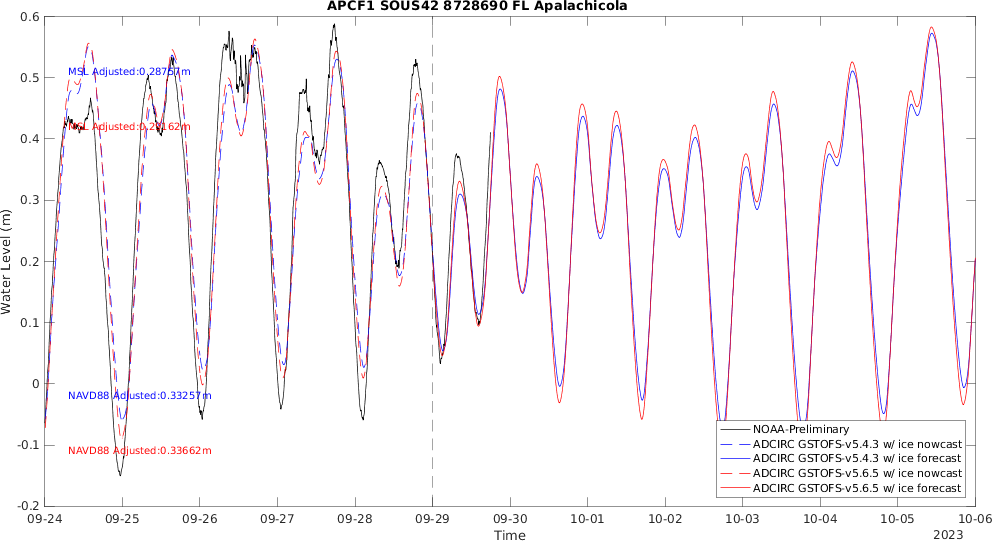 APCF1 SOUS42 8728690 FL Apalachicola
0.6
0.5
0.4
0.3
0.2
0.1
0
-0.1
-0.2
Water Level (m)
MSL Adjusted:0.28757m
NAVD88 Adjusted:0.33257m
NAVD88 Adjusted:0.33662m
NOAA-Preliminary
ADCIRC GSTOFS-v5.4.3 w/ ice nowcast
ADCIRC GSTOFS-v5.4.3 w/ ice forecast
ADCIRC GSTOFS-v5.6.5 w/ ice nowcast
ADCIRC GSTOFS-v5.6.5 w/ ice forecast
09-24 09-25 09-26 09-27 09-28 09-29 09-30 10-01 10-02 10-03 10-04 10-05 10-06
Time
2023